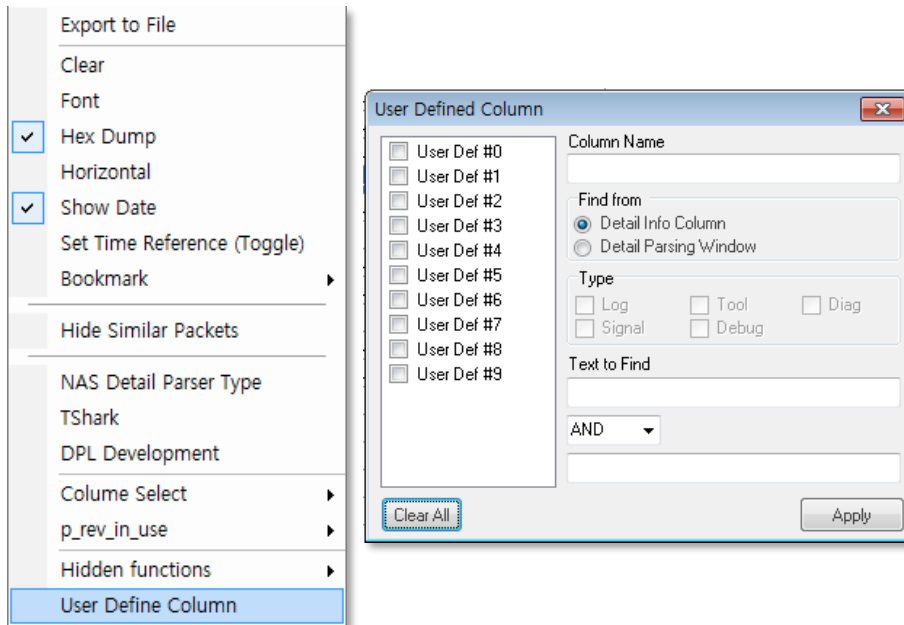 Export to File
Clear
Font
Hex Dump
Horizontal
Show Date
Set Time Reference (Toggle)
Bookmark
Hide Similar Packets
NAS Detail Parser Type
TShark
DPL Development
Colume Select
p_rev_in_use
Hidden functions
User Define Column
User Defined Column
User Def #0
User Def #1
User Def #2
User Def #3
User Def #4
User Def #5
User Def #6
User Def #7
User Def #8
User Def #9
Clear All
Column Name
Find from
Detail Info Column
Detail Parsing Window
Type
Log Tool Diag
Signal Debug
Text to Find
AND
Apply